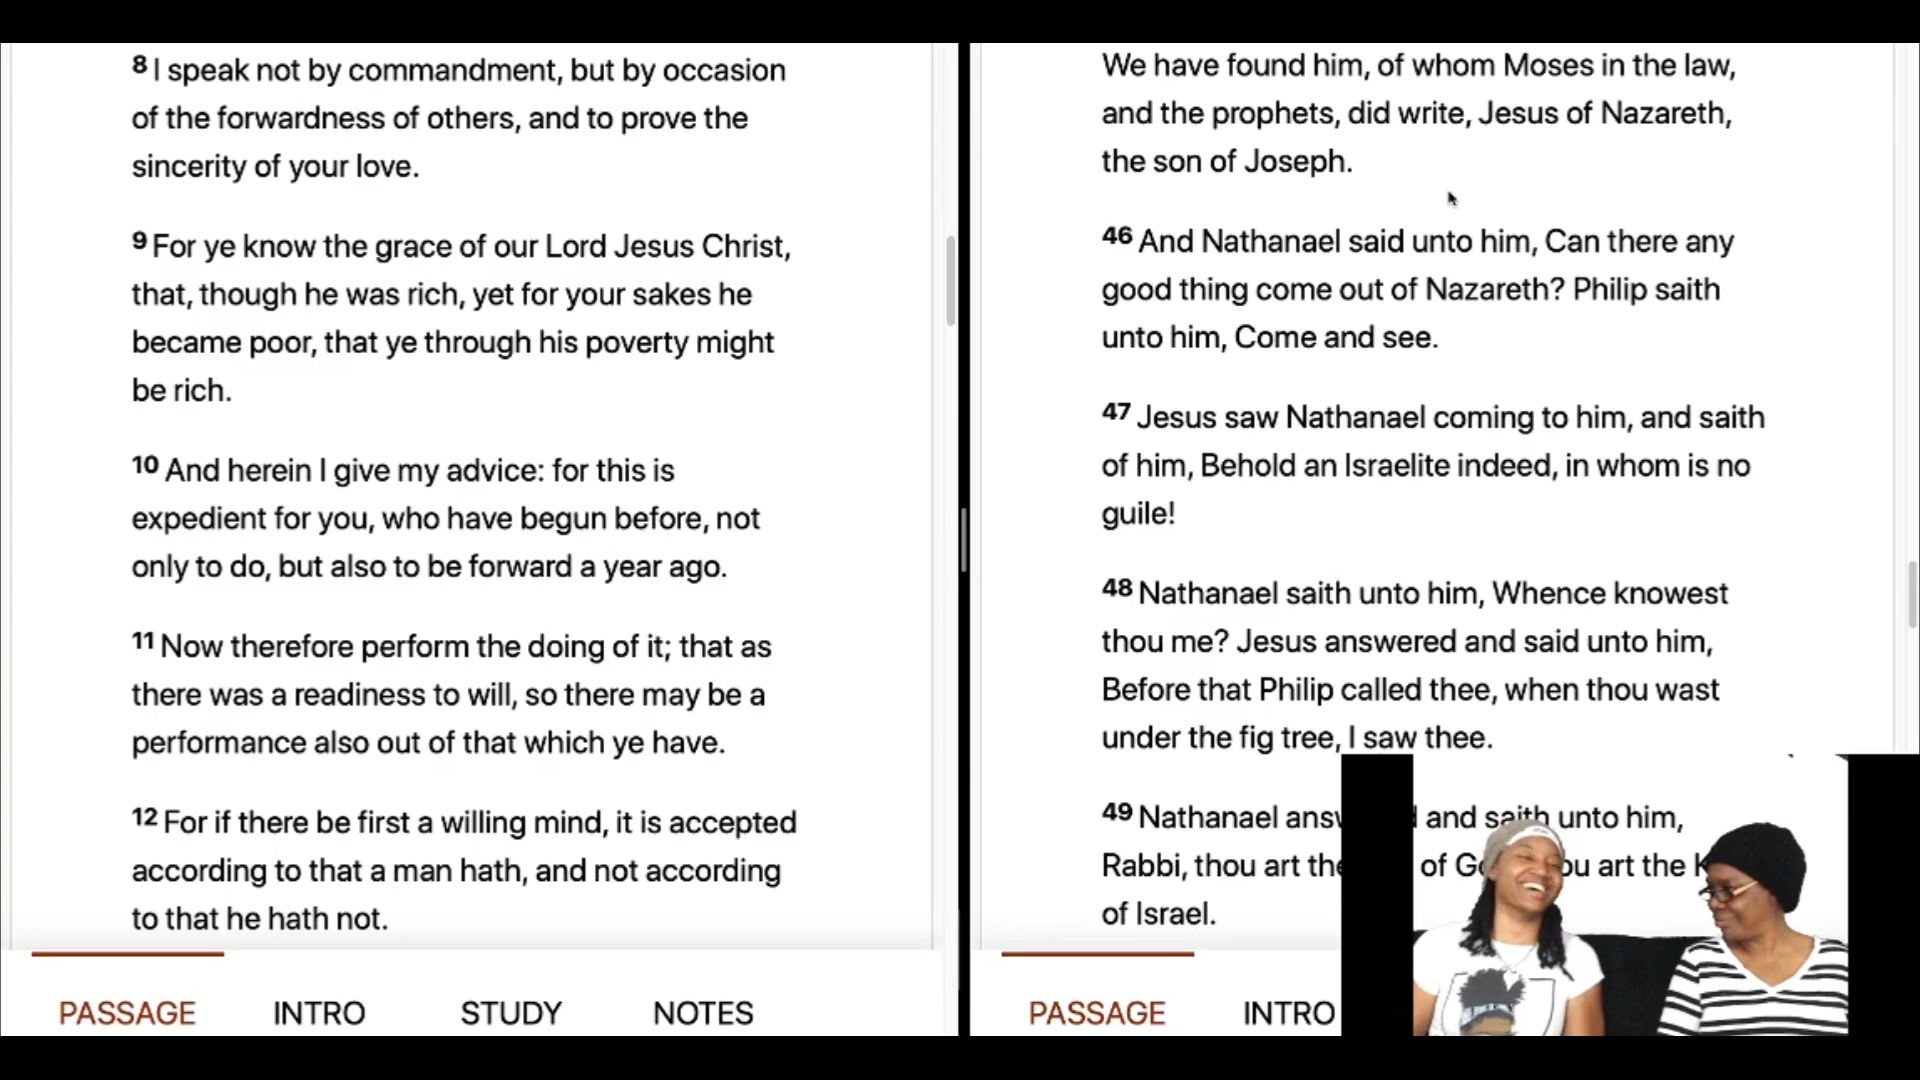 8 I speak not by commandment, but by occasion
of the forwardness of others, and to prove the
sincerity of your love.
9 For ye know the grace of our Lord Jesus Christ,
that, though he was rich, yet for your sakes he
became poor, that ye through his poverty might
be rich.
10 And herein I give my advice: for this is
expedient for you, who have begun before, not
only to do, but also to be forward a year ago.
11 Now therefore perform the doing of it; that as
there was a readiness to will, so there may be a
performance also out of that which ye have.
12 For if there be first a willing mind, it is accepted
according to that a man hath, and not according
to that he hath not.
PASSAGE INTRO STUDY NOTES
We have found him, of whom Moses in the law,
and the prophets, did write, Jesus of Nazareth,
the son of Joseph.
46 And Nathanael said unto him, Can there any
good thing come out of Nazareth? Philip saith
unto him, Come and see.
47 Jesus saw Nathanael coming to him, and saith
of him, Behold an Israelite indeed, in whom is no
guile!
48 Nathanael saith unto him, Whence knowest
thou me? Jesus answered and said unto him,
Before that Philip called thee, when thou wast
under the fig tree, I saw thee.
49 Nathanael and saith unto him,
Rabbi, thou art of art the
of Israel.
PASSAGE INTRO